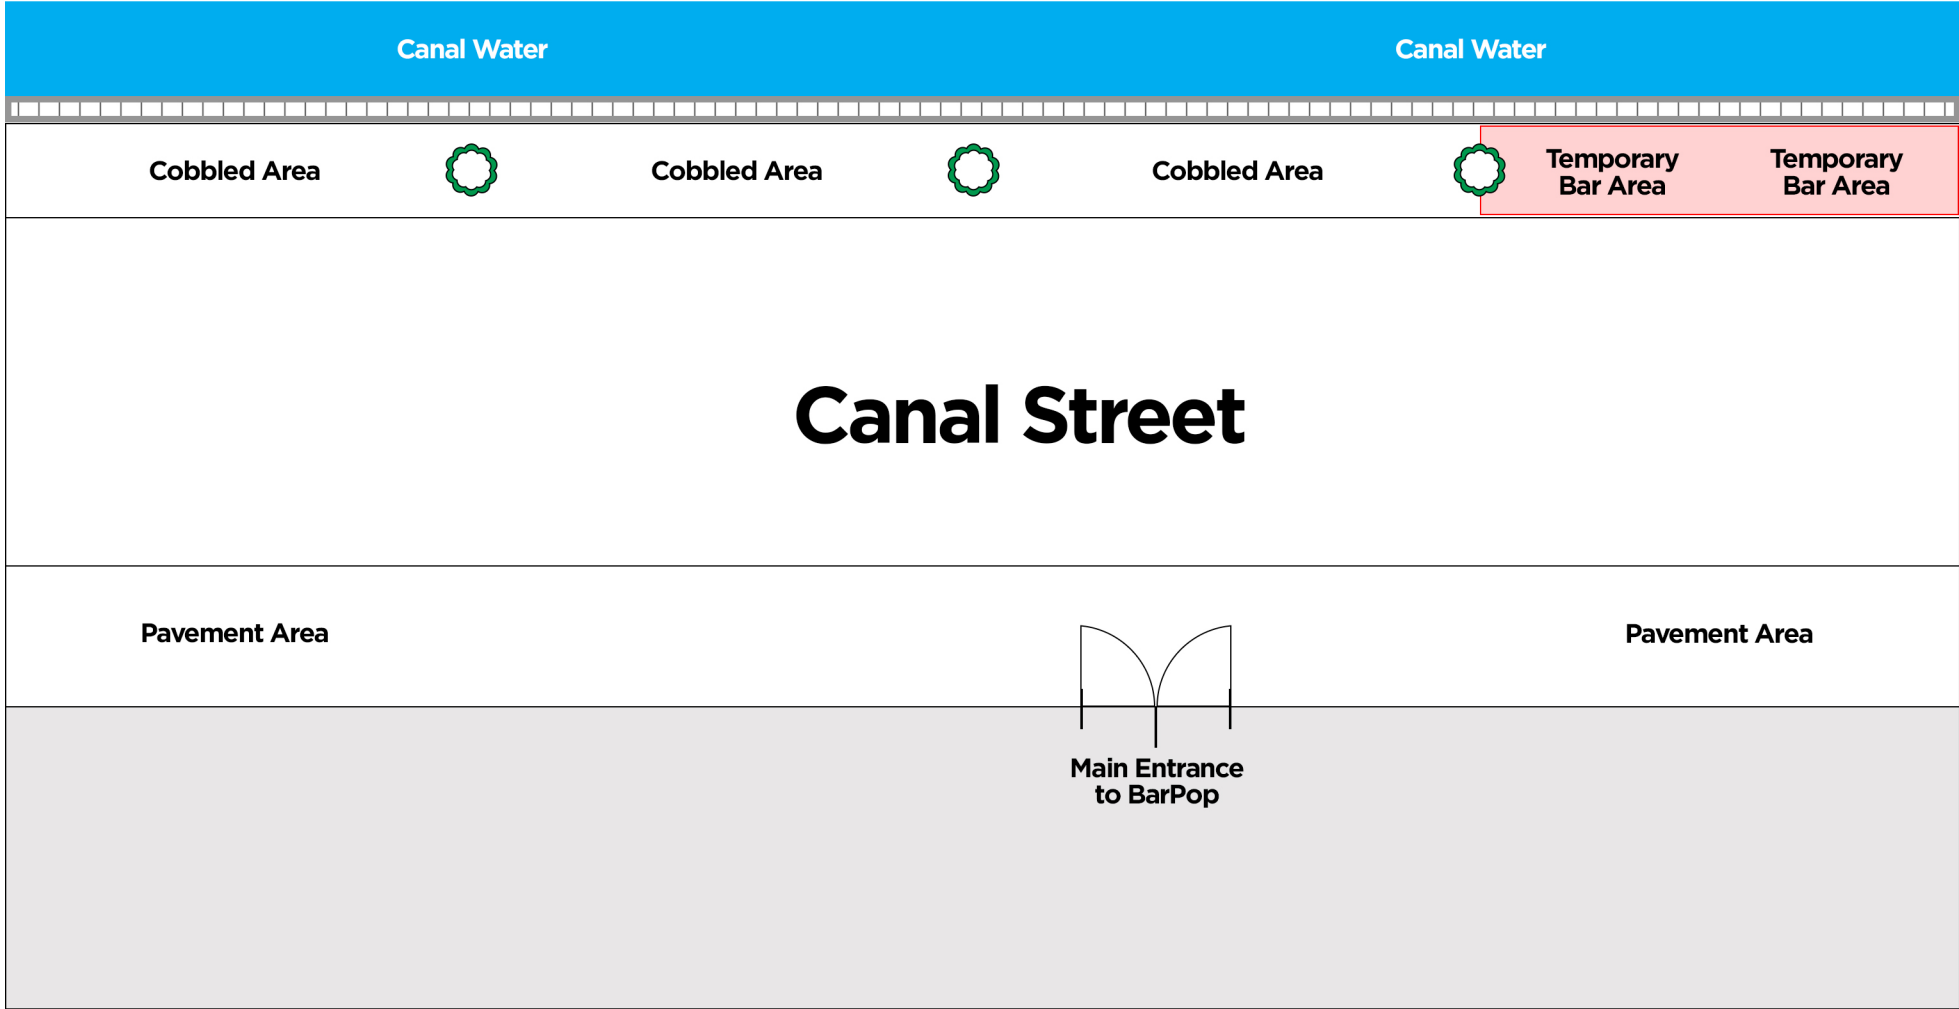 Canal Water
Canal Water
Cobbled Area
Cobbled Area
Cobbled Area
Temporary
Bar Area
Temporary
Bar Area
Canal Street
Pavement Area
Pavement Area
Main Entrance
to BarPop